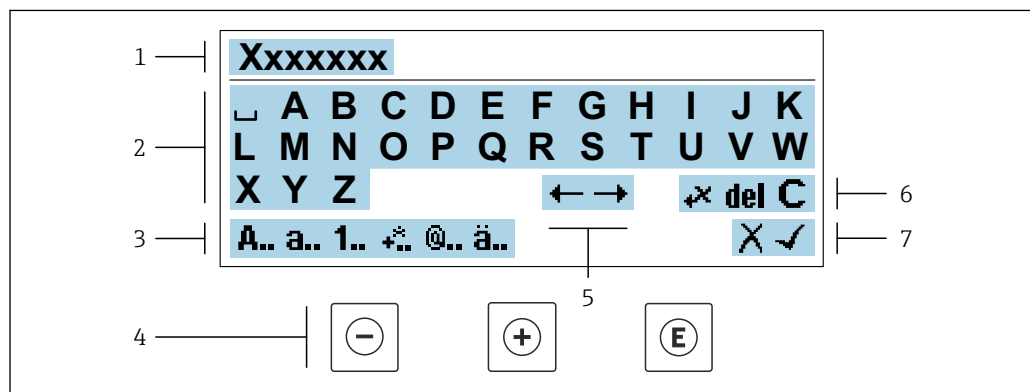 1 Xxxxxxx
␣ A B C D E F G H I J K
2 L M N O P Q R S T U V W
X Y Z ← → +× del C 6
3 A.. a.. 1.. +*.. @.. ä.. X ✓ 7
5
4 − + E